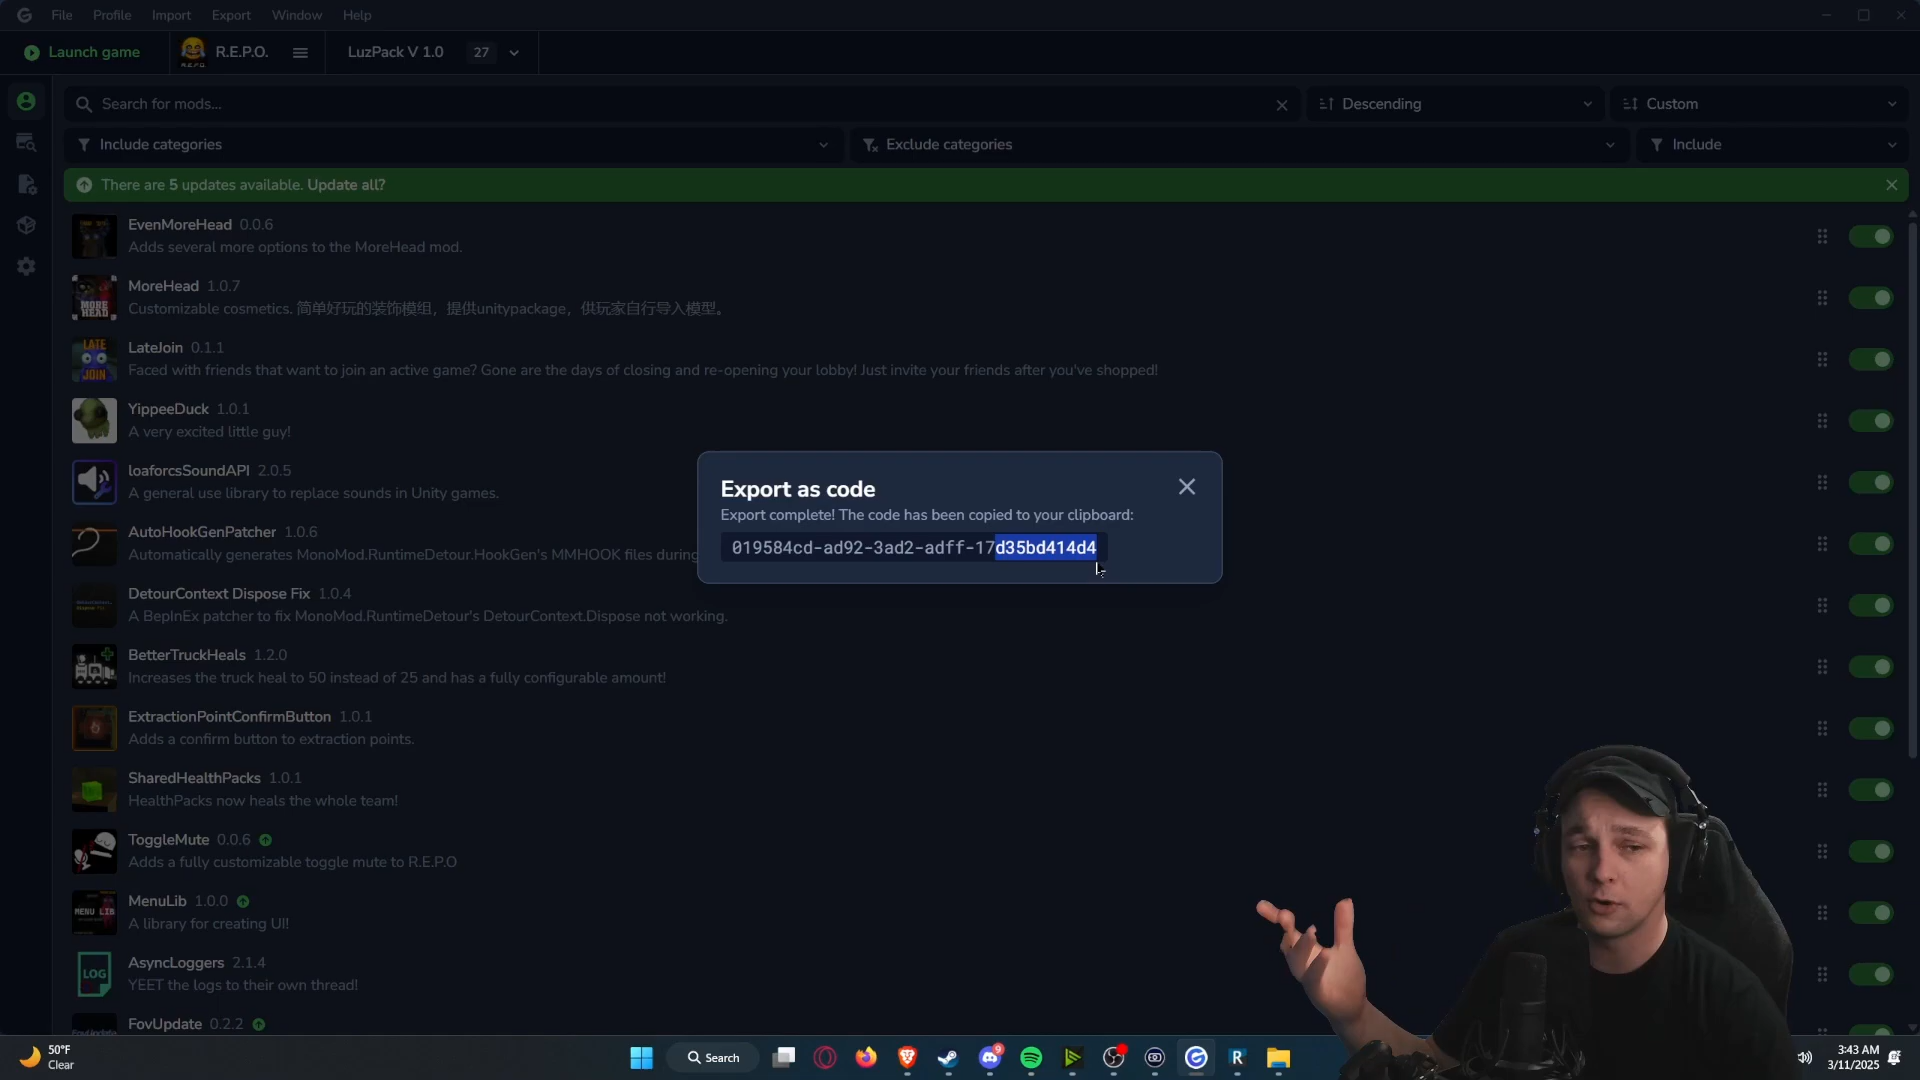 File Profile Import Export Window Help
Launch game R.E.P.O. LuzPack V 1.0 27
Search for mods... Descending Custom
Include categories Exclude categories Include
There are 5 updates available. Update all?
EvenMoreHead 0.0.6
Adds several more options to the MoreHead mod.
MORE HEAD
MoreHead 1.0.7
Customizable cosmetics. 简单好玩的装饰模组，提供unitypackage，供玩家自行导入模型。
LATE JOIN
LateJoin 0.1.1
Faced with friends that want to join an active game? Gone are the days of closing and re-opening your lobby! Just invite your friends after you've shopped!
YippeeDuck 1.0.1
A very excited little guy!
loaforcsSoundAPI 2.0.5
A general use library to replace sounds in Unity games.
Export as code
Export complete! The code has been copied to your clipboard:
019584cd-ad92-3ad2-adff-17d35bd414d4
AutoHookGenPatcher 1.0.6
Automatically generates MonoMod.RuntimeDetour.HookGen's MMHOOK files during
DetourContext Dispose Fix 1.0.4
A BepInEx patcher to fix MonoMod.RuntimeDetour's DetourContext.Dispose not working.
BetterTruckHeals 1.2.0
Increases the truck heal to 50 instead of 25 and has a fully configurable amount!
ExtractionPointConfirmButton 1.0.1
Adds a confirm button to extraction points.
SharedHealthPacks 1.0.1
HealthPacks now heals the whole team!
ToggleMute 0.0.6
Adds a fully customizable toggle mute to R.E.P.O
MENU LIB
MenuLib 1.0.0
A library for creating UI!
LOG
AsyncLoggers 2.1.4
YEET the logs to their own thread!
FovUpdate 0.2.2
50°F
Clear
Search
9
R
3:43 AM
3/11/2025